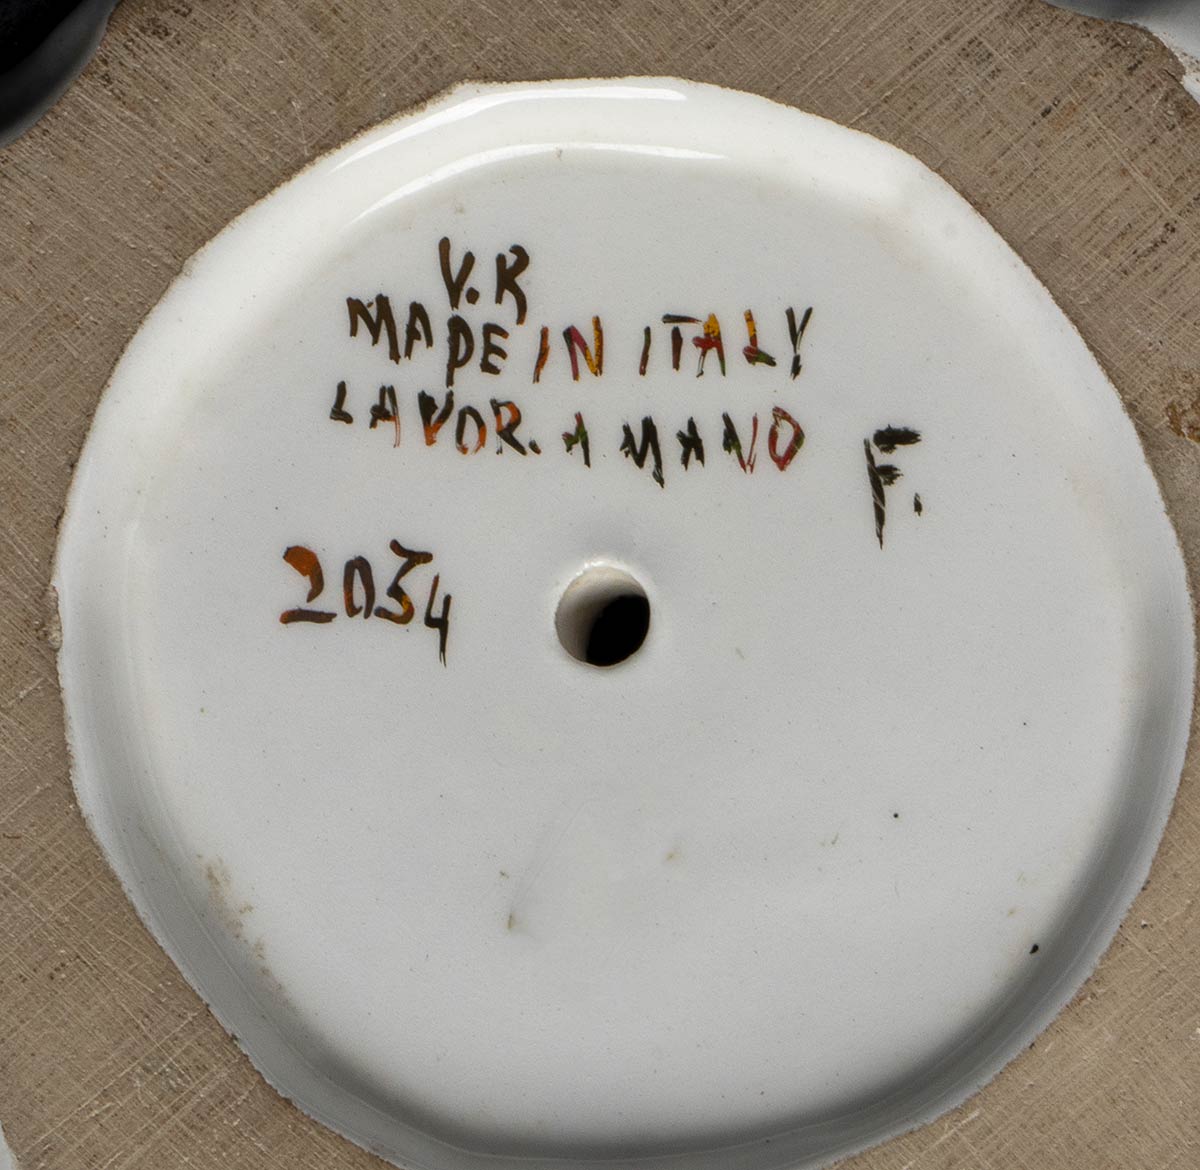 V.R
MADE IN ITALY
LAVOR. A MANO
F.
2034